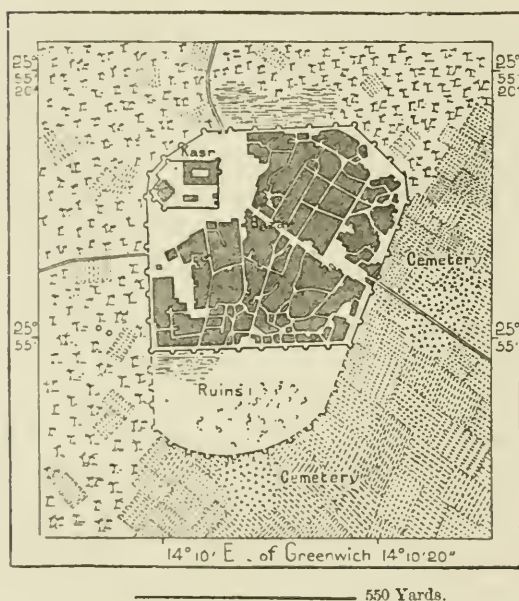 25°
55'
20"
25°
55'
20"
Kasr
Bazar
Cemetery
25°
55'
25°
55'
Ruins
Cemetery
14°10' E. of Greenwich 14°10'20"
550 Yards.